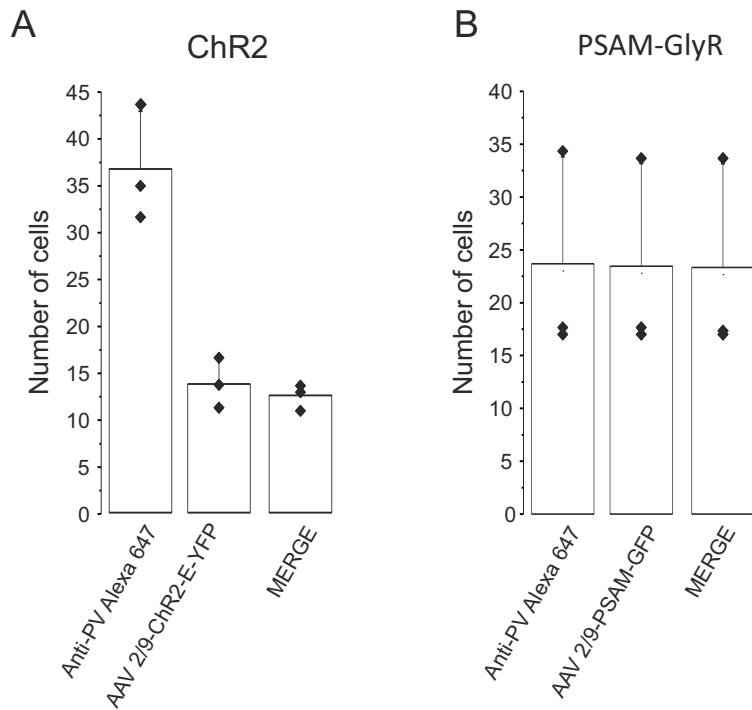 A
ChR2
45
40
35
30
25
20
15
10
5
0
Number of cells
Anti-PV Alexa 647
AAV 2/9-ChR2-E-YFP
MERGE
B
PSAM-GlyR
40
35
30
25
20
15
10
5
0
Number of cells
Anti-PV Alexa 647
AAV 2/9-PSAM-GFP
MERGE